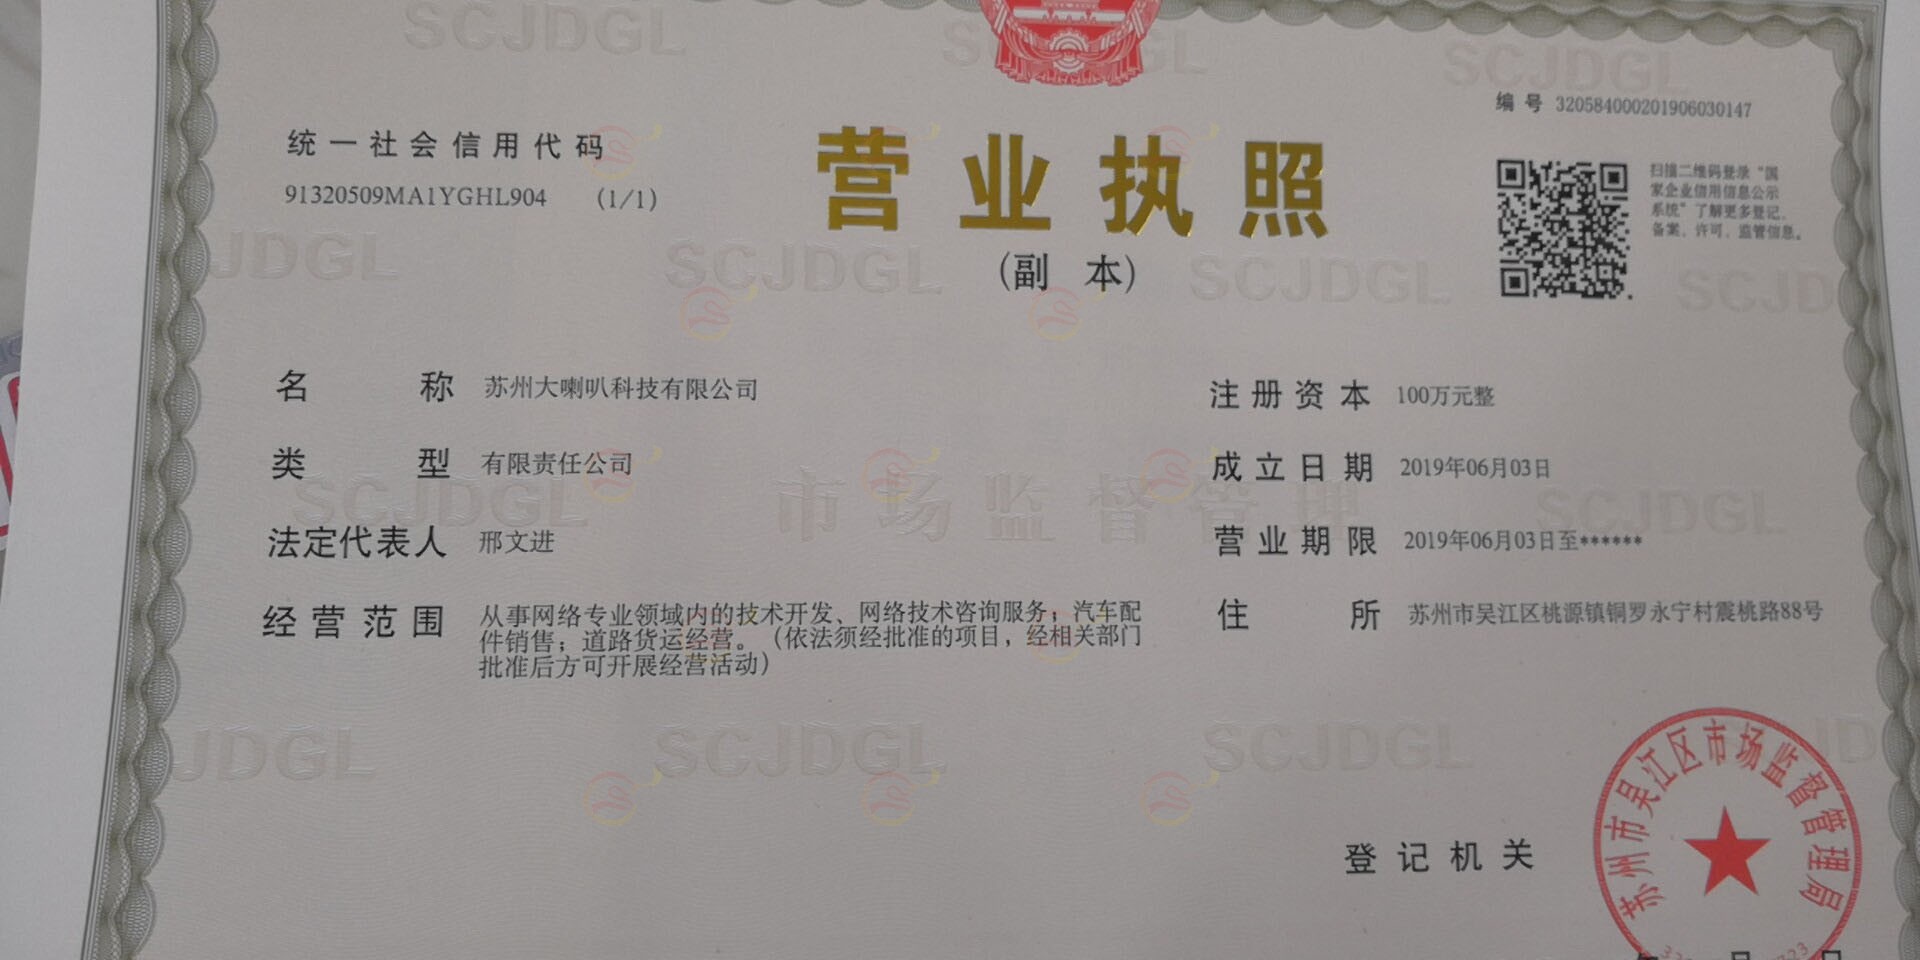 编号 320584000201906030147
统一社会信用代码
91320509MA1YGHL904 (1/1)
营业执照
(副 本)
扫描二维码登录“国
家企业信用信息公示
系统”了解更多登记、
备案、许可、监管信息。
名称 苏州大喇叭科技有限公司
类型 有限责任公司
法定代表人 邢文进
经营范围 从事网络专业领域内的技术开发、网络技术咨询服务；汽车配
件销售；道路货运经营。（依法须经批准的项目，经相关部门
批准后方可开展经营活动）
注册资本 100万元整
成立日期 2019年06月03日
营业期限 2019年06月03日至******
住所 苏州市吴江区桃源镇铜罗永宁村震桃路88号
登记机关
苏州市吴江区市场监督管理局
SCJDGL
市场监督管理